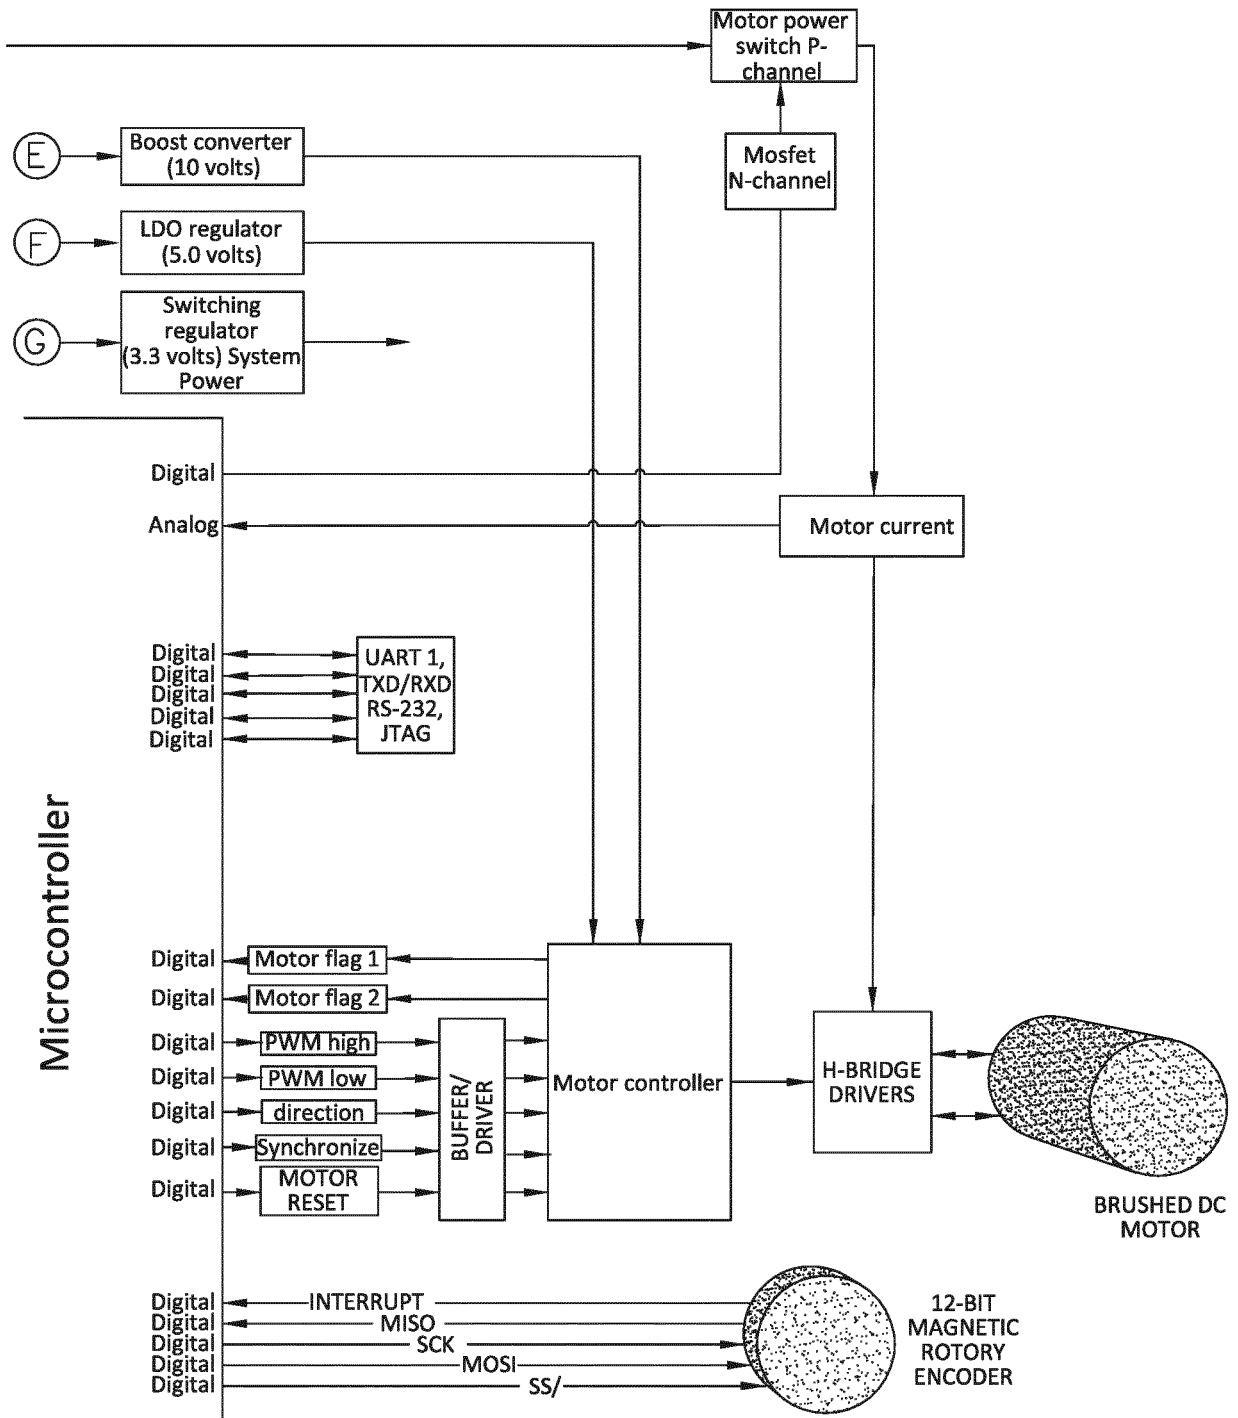 Motor power
switch P-
channel
E
Boost converter
(10 volts)
Mosfet
N-channel
F
LDO regulator
(5.0 volts)
G
Switching
regulator
(3.3 volts) System
Power
Digital
Analog
Motor current
Digital
Digital
Digital
Digital
Digital
UART 1,
TXD/RXD
RS-232,
JTAG
Microcontroller
Digital
Motor flag 1
Digital
Motor flag 2
Digital
PWM high
Digital
PWM low
Digital
direction
Digital
Synchronize
Digital
MOTOR
RESET
BUFFER/
DRIVER
Motor controller
H-BRIDGE
DRIVERS
BRUSHED DC
MOTOR
Digital
INTERRUPT
Digital
MISO
Digital
SCK
Digital
MOSI
Digital
SS/
12-BIT
MAGNETIC
ROTORY
ENCODER